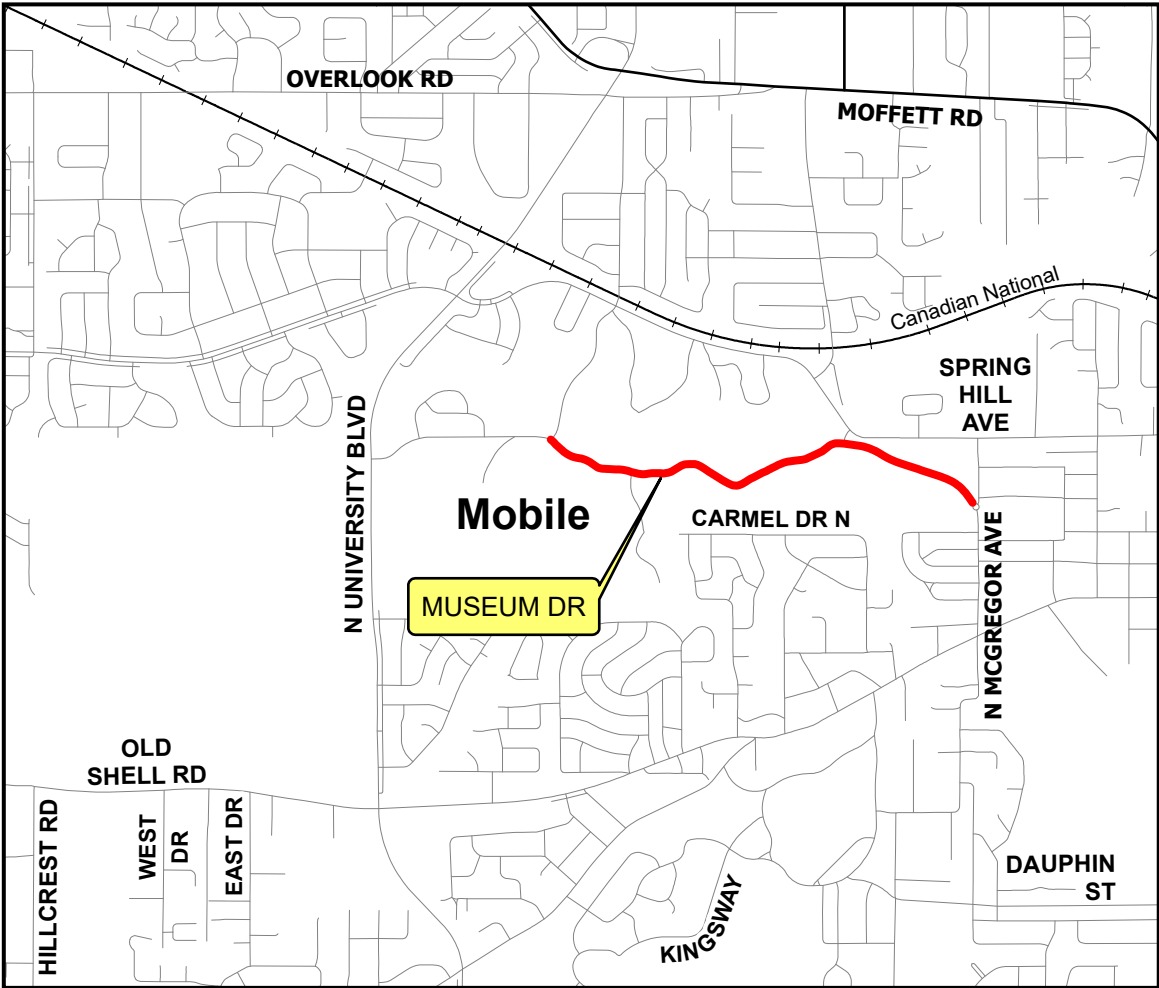 OVERLOOK RD
MOFFETT RD
Canadian National
SPRING
HILL
AVE
N UNIVERSITY BLVD
Mobile
CARMEL DR N
MUSEUM DR
N MCGREGOR AVE
OLD
SHELL RD
HILLCREST RD
WEST
DR
EAST DR
KINGSWAY
DAUPHIN
ST